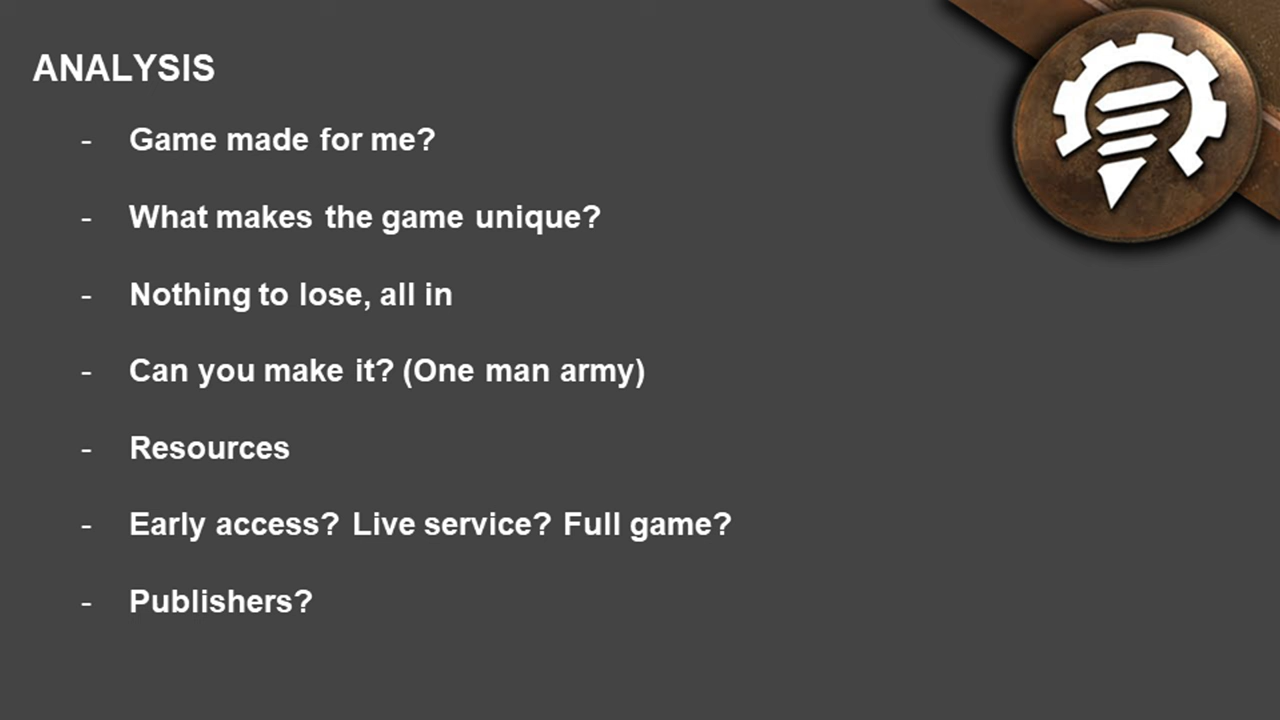 ANALYSIS
- Game made for me?
- What makes the game unique?
- Nothing to lose, all in
- Can you make it? (One man army)
- Resources
- Early access? Live service? Full game?
- Publishers?